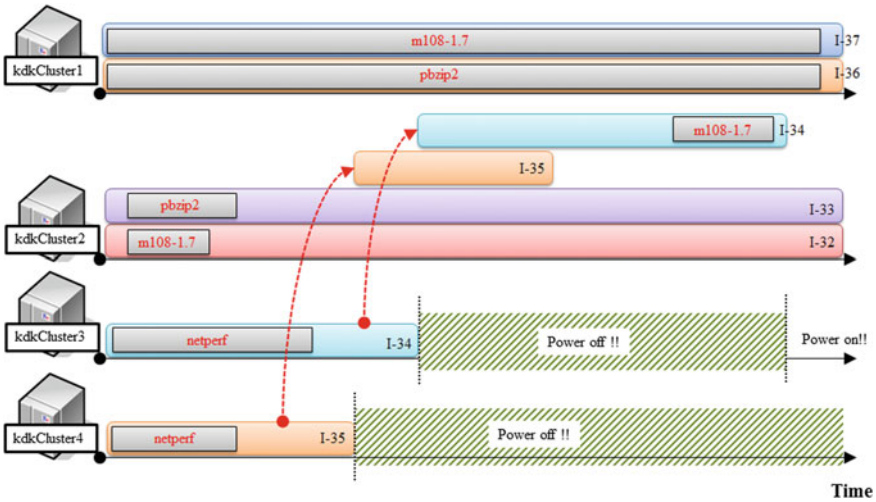 m108-1.7
I-37
kdkCluster1
pbzip2
I-36
m108-1.7
I-34
I-35
pbzip2
I-33
kdkCluster2
m108-1.7
I-32
kdkCluster3
netperf
I-34
Power off !!
Power on!!
kdkCluster4
netperf
I-35
Power off !!
Time